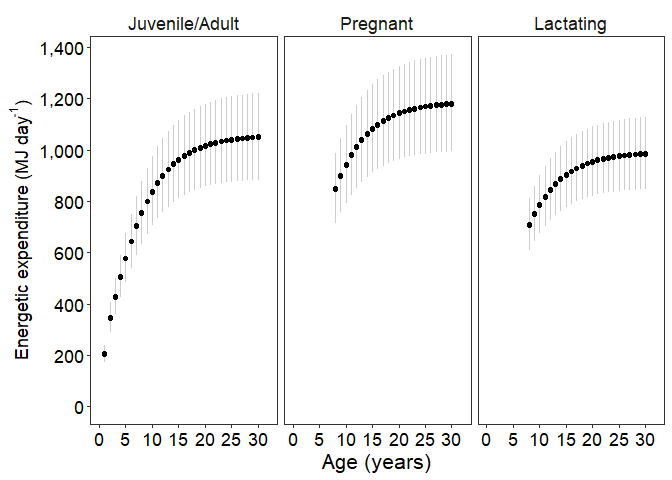 Juvenile/Adult Pregnant Lactating
Energetic expenditure (MJ day⁻¹)
1,400
1,200
1,000
800
600
400
200
0
0 5 10 15 20 25 30 0 5 10 15 20 25 30 0 5 10 15 20 25 30
Age (years)